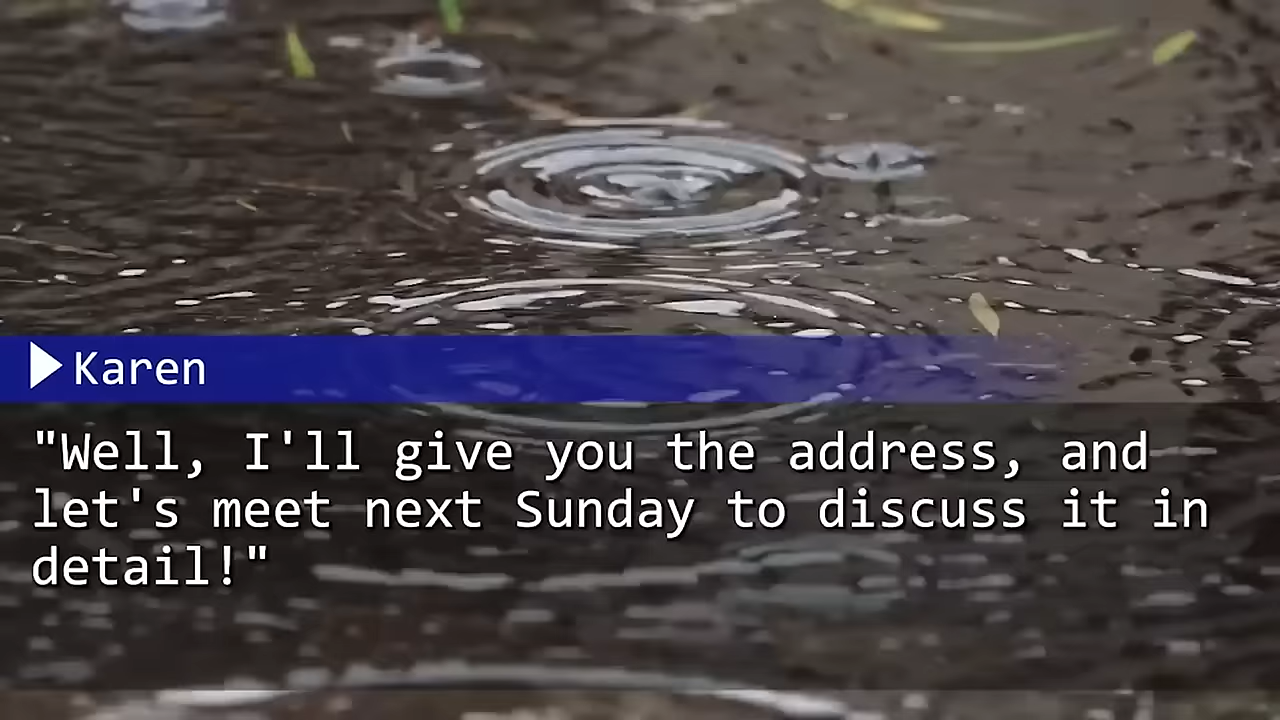 Karen
"Well, I'll give you the address, and
let's meet next Sunday to discuss it in
detail!"